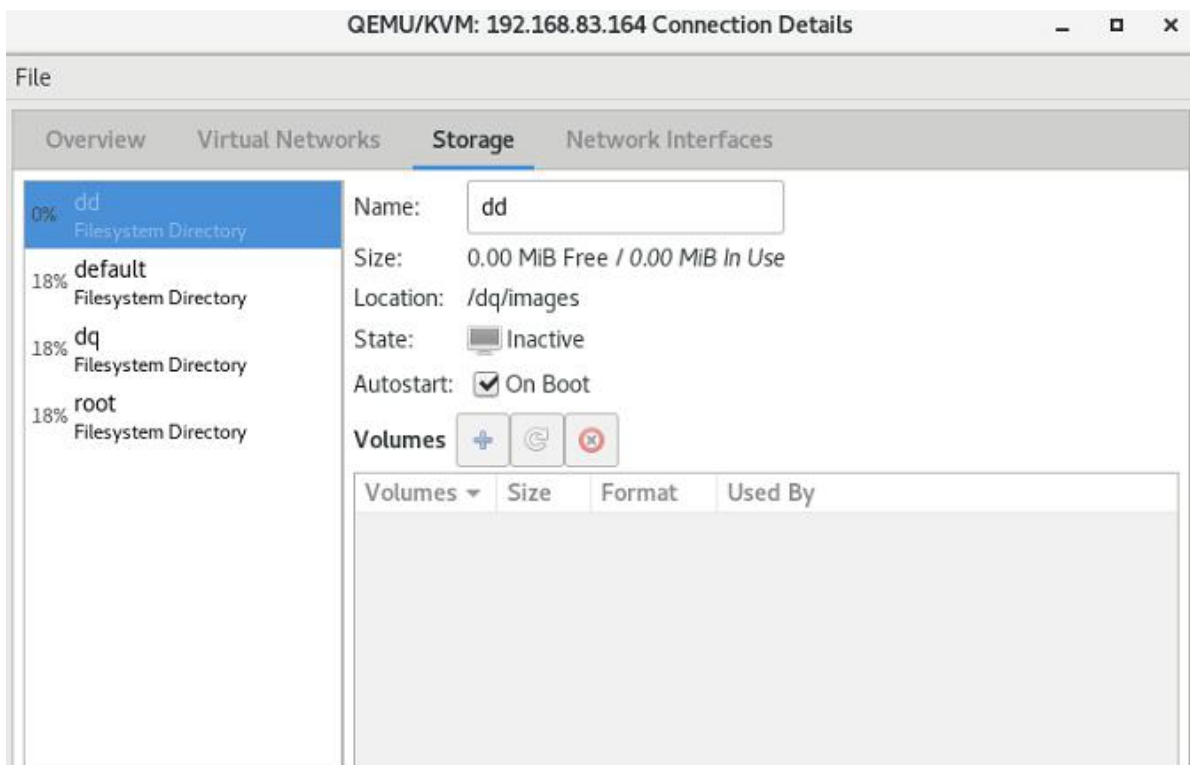 QEMU/KVM: 192.168.83.164 Connection Details
File
Overview Virtual Networks Storage Network Interfaces
0% dd
Filesystem Directory
18% default
Filesystem Directory
18% dq
Filesystem Directory
18% root
Filesystem Directory
Name: dd
Size: 0.00 MiB Free / 0.00 MiB In Use
Location: /dq/images
State: Inactive
Autostart: On Boot
Volumes
Volumes Size Format Used By